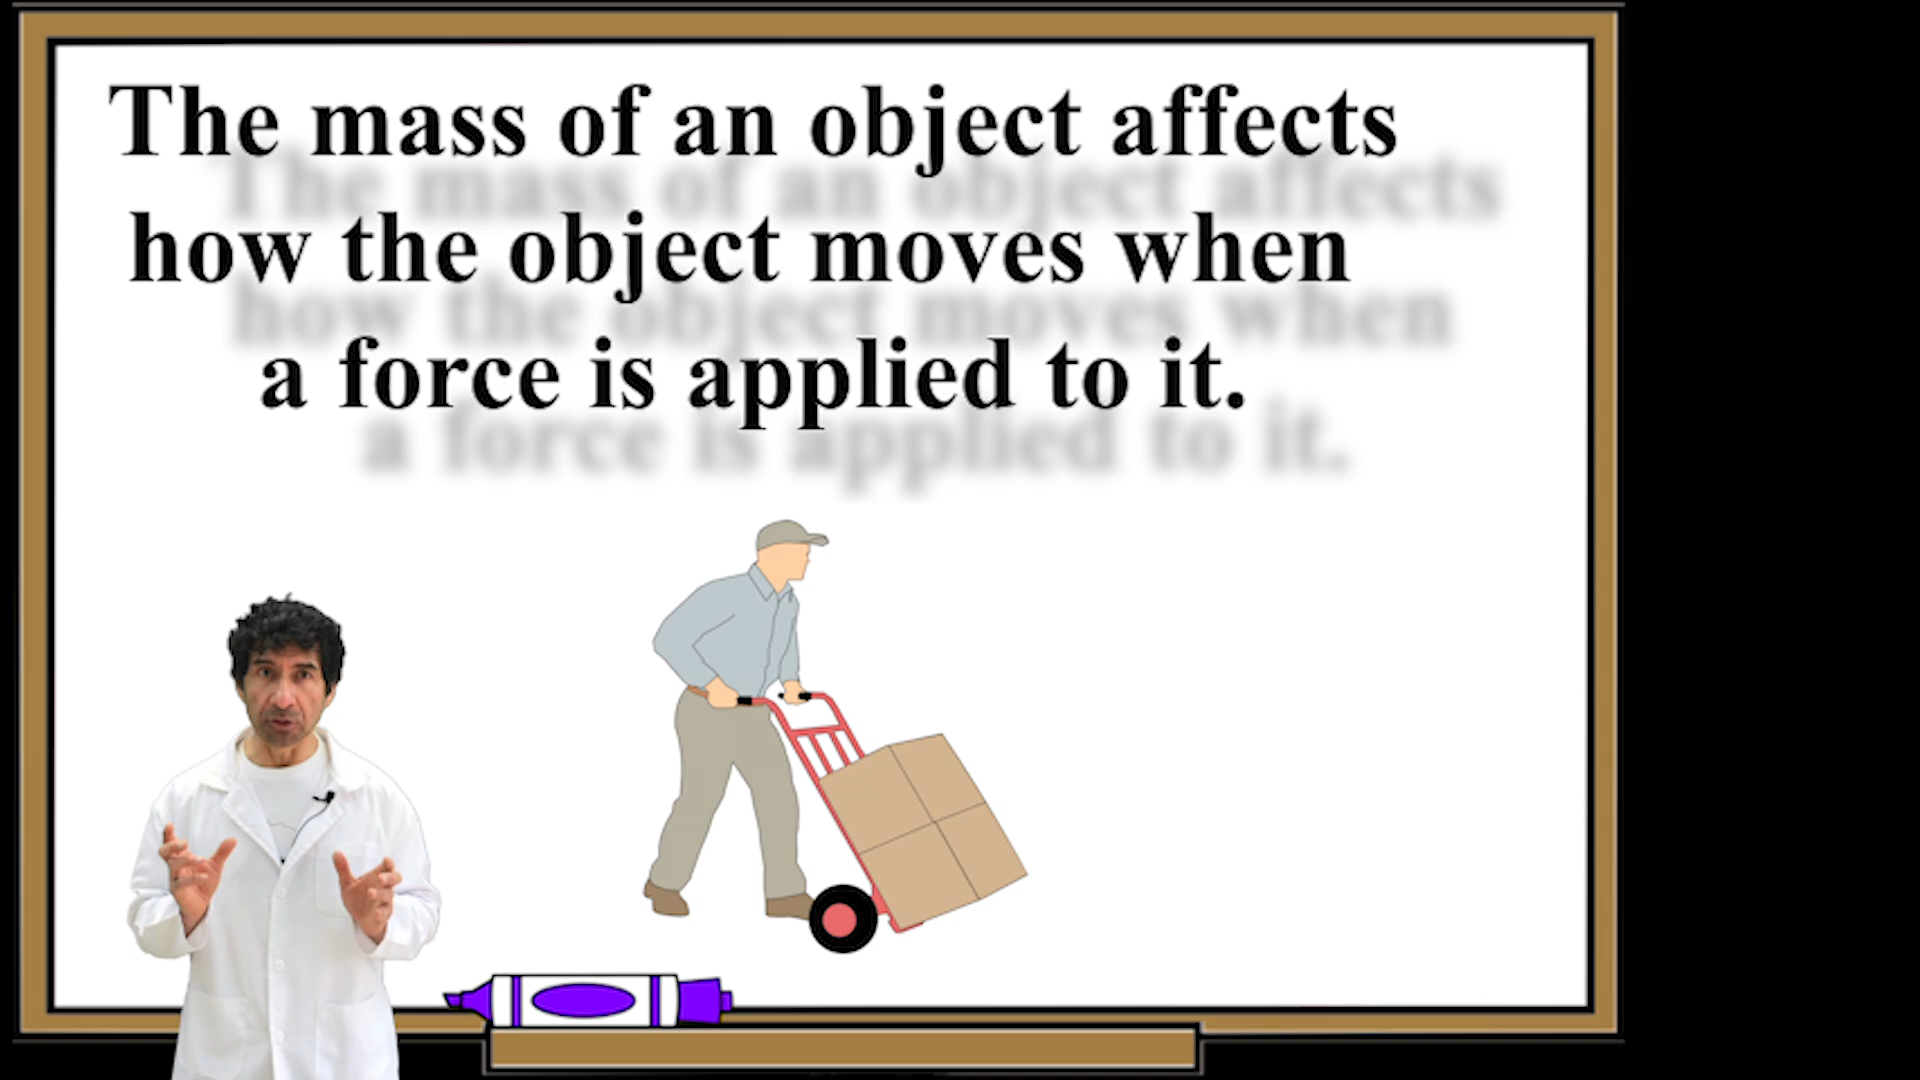 The mass of an object affects
how the object moves when
a force is applied to it.